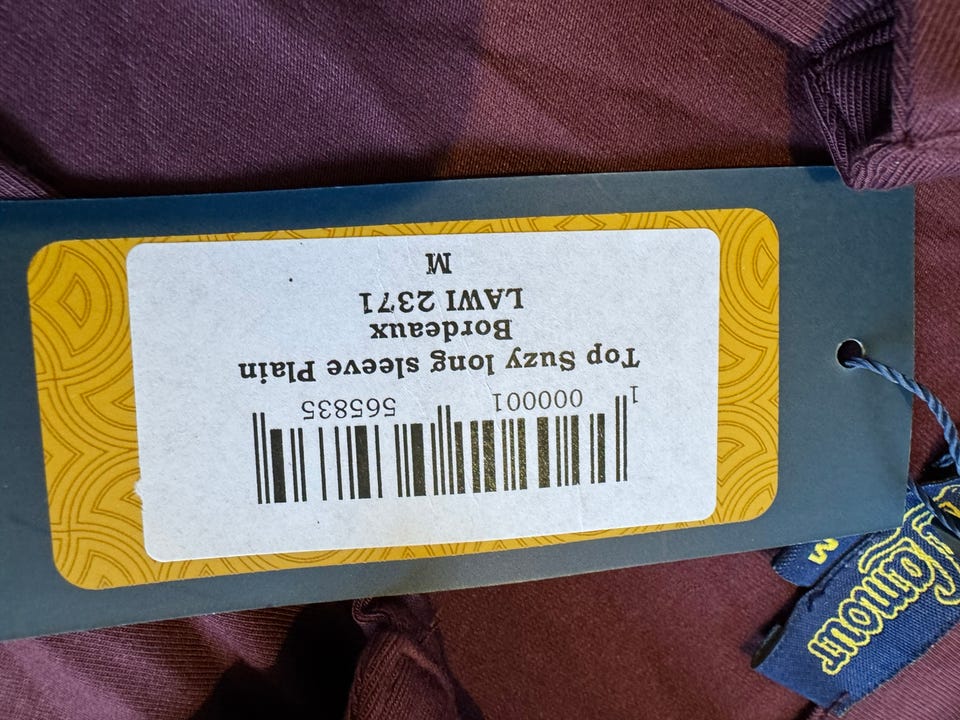 1 000001 565835
Top Suzy long sleeve Plain
Bordeaux
LAWI 2371
M
M